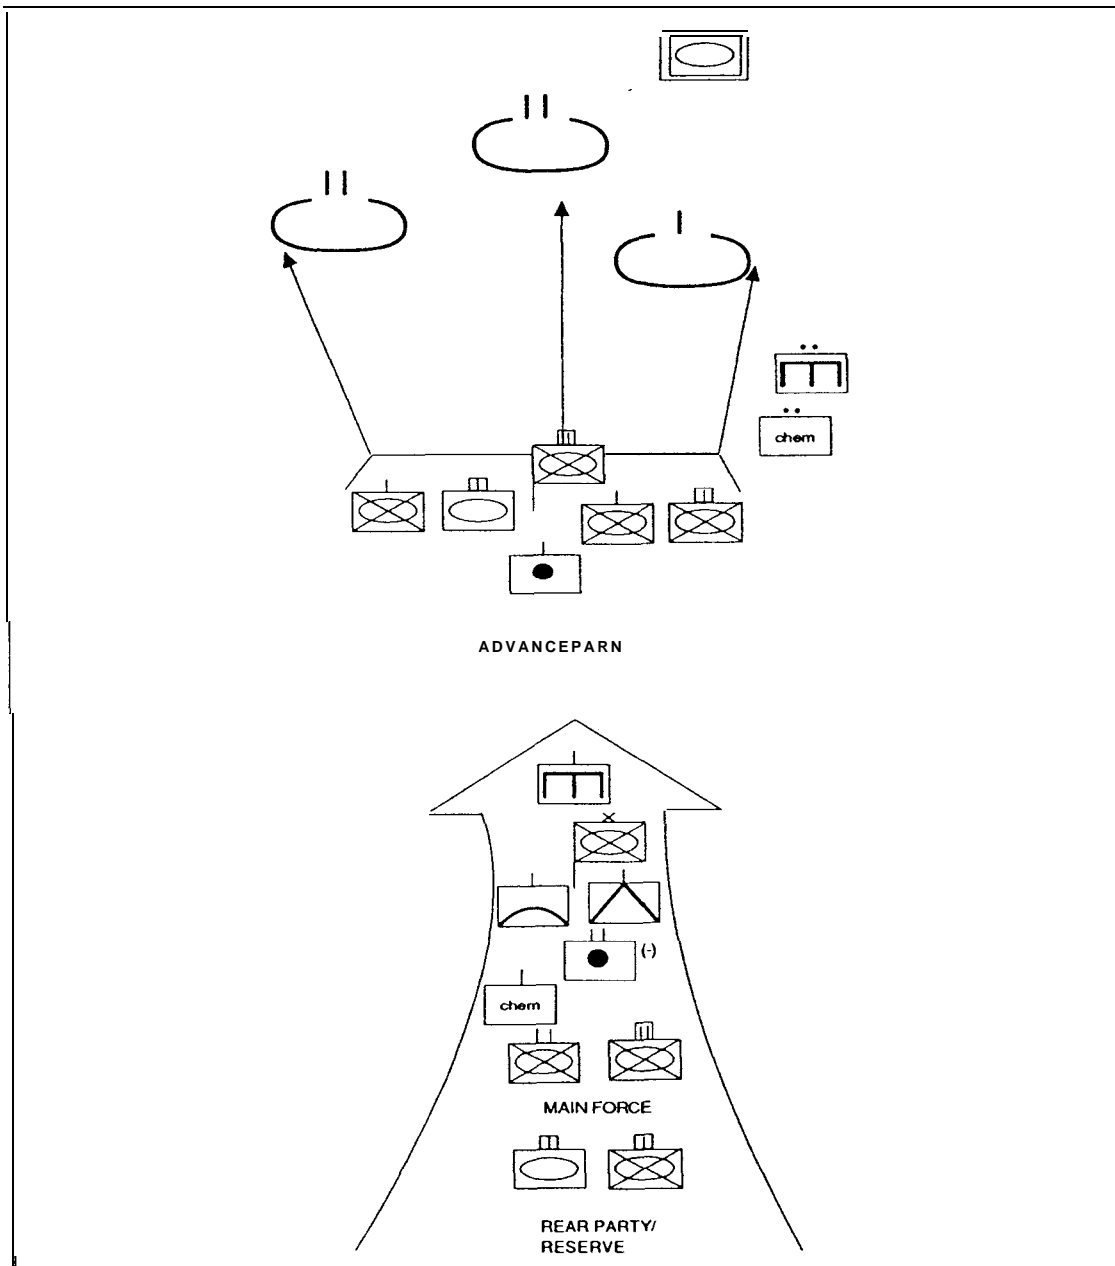 chem
ADVANCEPARN
(-)
chem
MAIN FORCE
REAR PARTY/
RESERVE